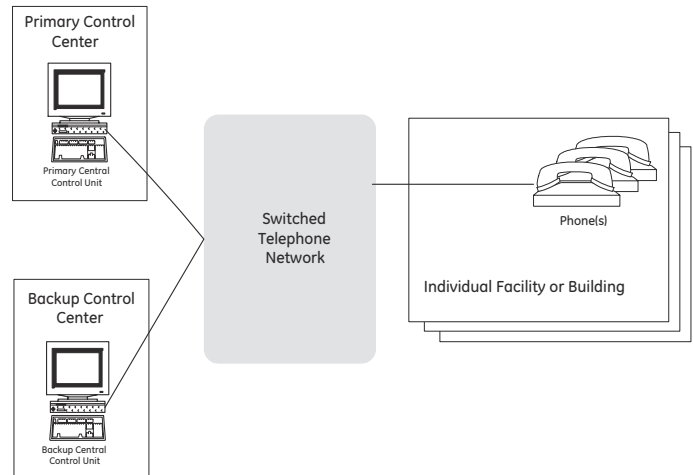 Primary Control
Center
Primary Central
Control Unit
Switched
Telephone
Network
Phone(s)
Individual Facility or Building
Backup Control
Center
Backup Central
Control Unit